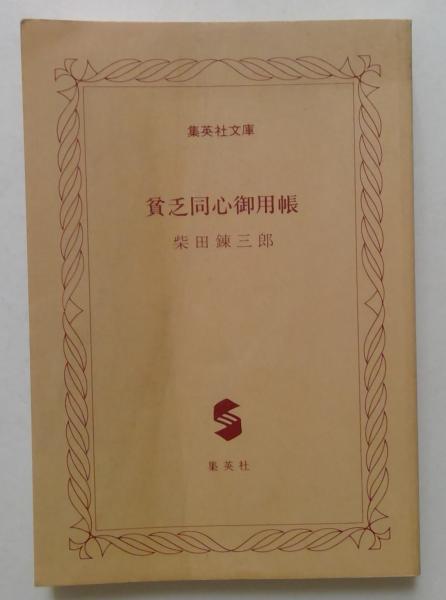 集英社文庫
貧乏同心御用帳
柴田錬三郎
集英社